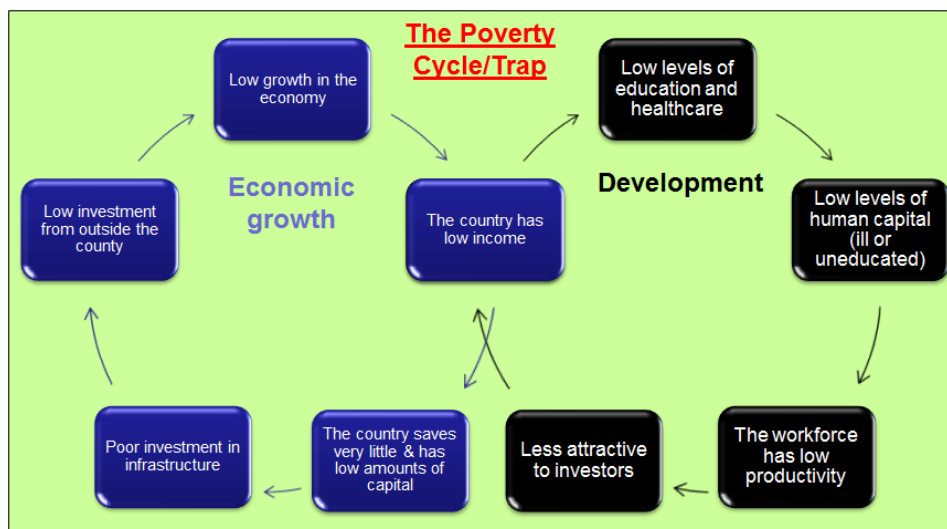 The Poverty
Cycle/Trap
Low growth in the
economy
Low levels of
education and
healthcare
Economic
growth
Development
Low investment
from outside the
county
The country has
low income
Low levels of
human capital
(ill or
uneducated)
Poor investment in
infrastructure
The country saves
very little & has
low amounts of
capital
Less attractive
to investors
The workforce
has low
productivity